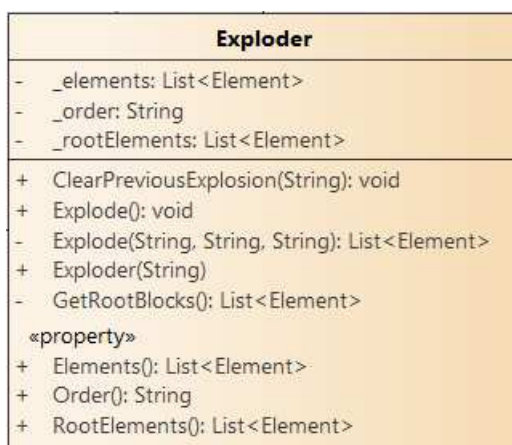 Exploder
- _elements: List<Element>
- _order: String
- _rootElements: List<Element>
+ ClearPreviousExplosion(String): void
+ Explode(): void
- Explode(String, String, String): List<Element>
+ Exploder(String)
- GetRootBlocks(): List<Element>
«property»
+ Elements(): List<Element>
+ Order(): String
+ RootElements(): List<Element>